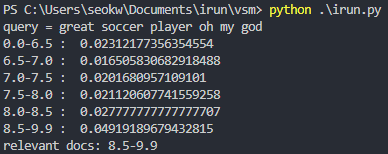 PS C:\Users\seokw\Documents\irun\vsm> python .\irun.py
query = great soccer player oh my god
0.0-6.5 :  0.02312177356354554
6.5-7.0 :  0.016505830682918488
7.0-7.5 :  0.0201680957109101
7.5-8.0 :  0.021120607741559258
8.0-8.5 :  0.027777777777777707
8.5-9.9 :  0.04919189679432815
relevant docs: 8.5-9.9